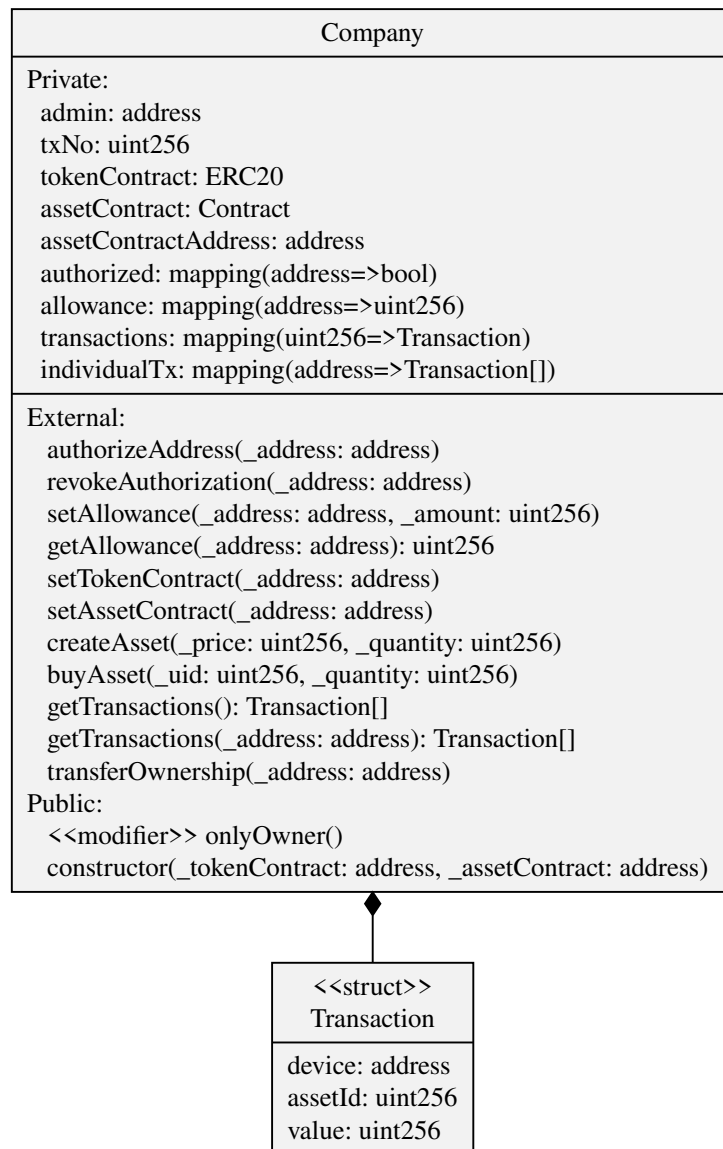 Company
Private:
admin: address
txNo: uint256
tokenContract: ERC20
assetContract: Contract
assetContractAddress: address
authorized: mapping(address=>bool)
allowance: mapping(address=>uint256)
transactions: mapping(uint256=>Transaction)
individualTx: mapping(address=>Transaction[])
External:
authorizeAddress(_address: address)
revokeAuthorization(_address: address)
setAllowance(_address: address, _amount: uint256)
getAllowance(_address: address): uint256
setTokenContract(_address: address)
setAssetContract(_address: address)
createAsset(_price: uint256, _quantity: uint256)
buyAsset(_uid: uint256, _quantity: uint256)
getTransactions(): Transaction[]
getTransactions(_address: address): Transaction[]
transferOwnership(_address: address)
Public:
<<modifier>> onlyOwner()
constructor(_tokenContract: address, _assetContract: address)
<<struct>>
Transaction
device: address
assetId: uint256
value: uint256